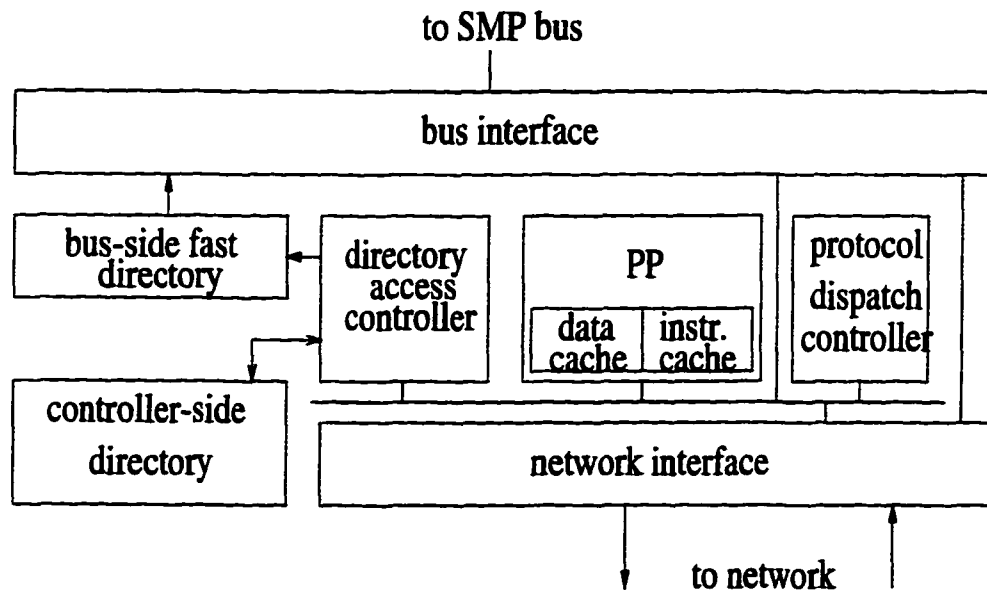 to SMP bus
bus interface
bus-side fast
directory
directory
access
controller
PP
data
cache
instr.
cache
protocol
dispatch
controller
controller-side
directory
network interface
to network